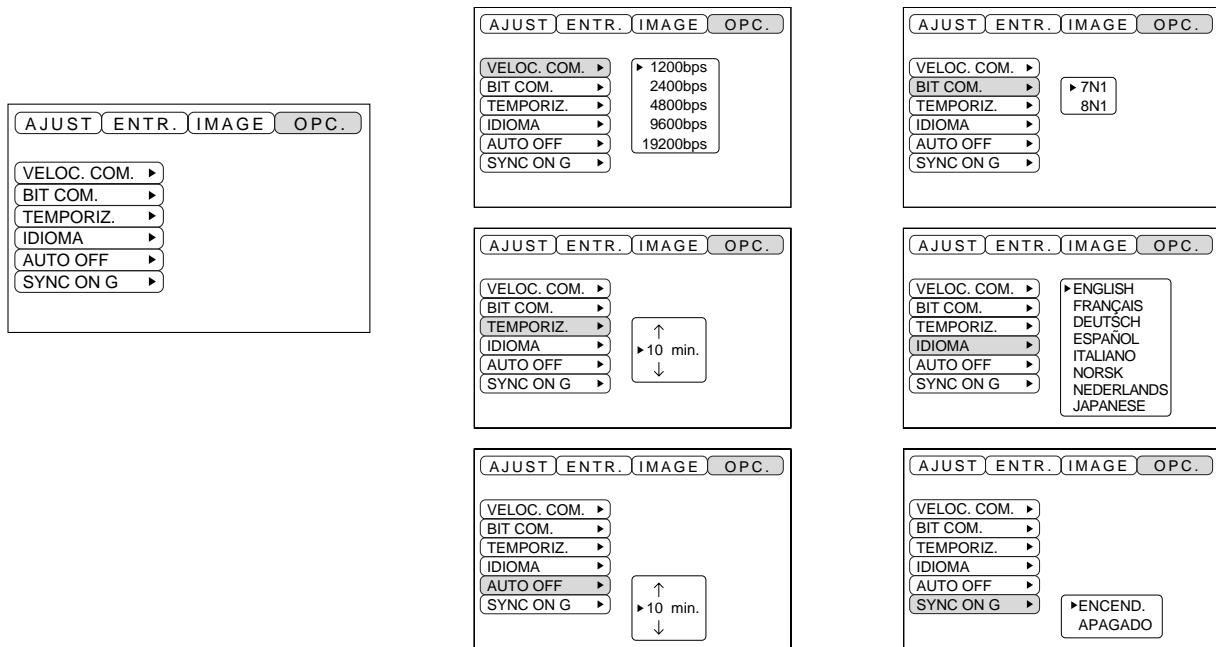 AJUST ENTR. IMAGE OPC.
VELOC. COM.
BIT COM.
TEMPORIZ.
IDIOMA
AUTO OFF
SYNC ON G
AJUST ENTR. IMAGE OPC.
VELOC. COM. 1200bps
BIT COM. 2400bps
TEMPORIZ. 4800bps
IDIOMA 9600bps
AUTO OFF 19200bps
SYNC ON G
AJUST ENTR. IMAGE OPC.
VELOC. COM.
BIT COM. 7N1
TEMPORIZ. 8N1
IDIOMA
AUTO OFF
SYNC ON G
AJUST ENTR. IMAGE OPC.
VELOC. COM.
BIT COM.
TEMPORIZ.
IDIOMA 10 min.
AUTO OFF
SYNC ON G
AJUST ENTR. IMAGE OPC.
VELOC. COM. ENGLISH
BIT COM. FRANÇAIS
TEMPORIZ. DEUTSCH
IDIOMA ESPAÑOL
ITALIANO
AUTO OFF NORSK
SYNC ON G NEDERLANDS
JAPANESE
AJUST ENTR. IMAGE OPC.
VELOC. COM.
BIT COM.
TEMPORIZ.
IDIOMA
AUTO OFF
SYNC ON G 10 min.
AJUST ENTR. IMAGE OPC.
VELOC. COM.
BIT COM.
TEMPORIZ.
IDIOMA
AUTO OFF
SYNC ON G ENCEND.
APAGADO